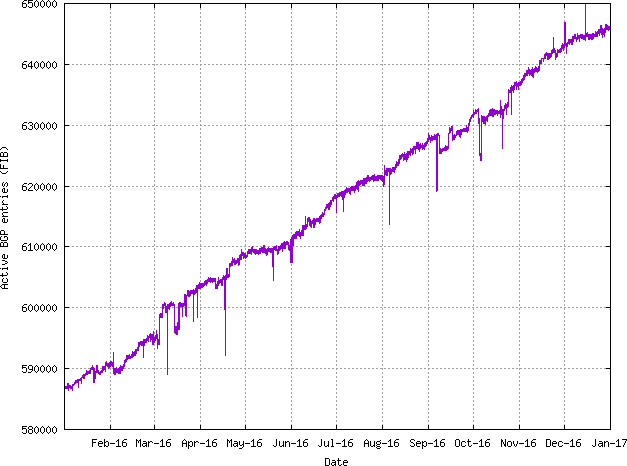 650000
640000
630000
620000
610000
600000
590000
580000
Active BGP entries (FIB)
Feb-16 Mar-16 Apr-16 May-16 Jun-16 Jul-16 Aug-16 Sep-16 Oct-16 Nov-16 Dec-16 Jan-17
Date